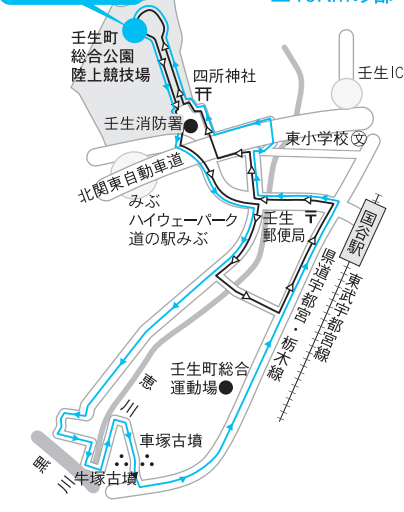 壬生町
総合公園
陸上競技場
四所神社
壬生IC
壬生消防署
東小学校
文
北関東自動車道
みぶ
ハイウェーパーク
道の駅みぶ
壬生
郵便局
国谷駅
東武宇都宮線
県道宇都宮・栃木線
壬生町総合
運動場
恵川
車塚古墳
牛塚古墳
黒川